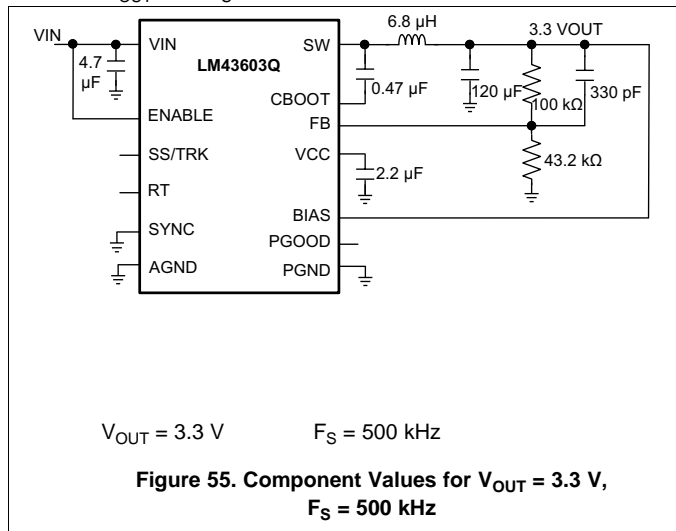 VIN
VIN
SW
6.8 µH
3.3 VOUT
4.7
µF
LM43603Q
CBOOT
0.47 µF
120 µF
100 kΩ
330 pF
ENABLE
FB
SS/TRK
VCC
2.2 µF
43.2 kΩ
RT
BIAS
SYNC
PGOOD
AGND
PGND
VOUT = 3.3 V FS = 500 kHz
Figure 55. Component Values for VOUT = 3.3 V,
FS = 500 kHz